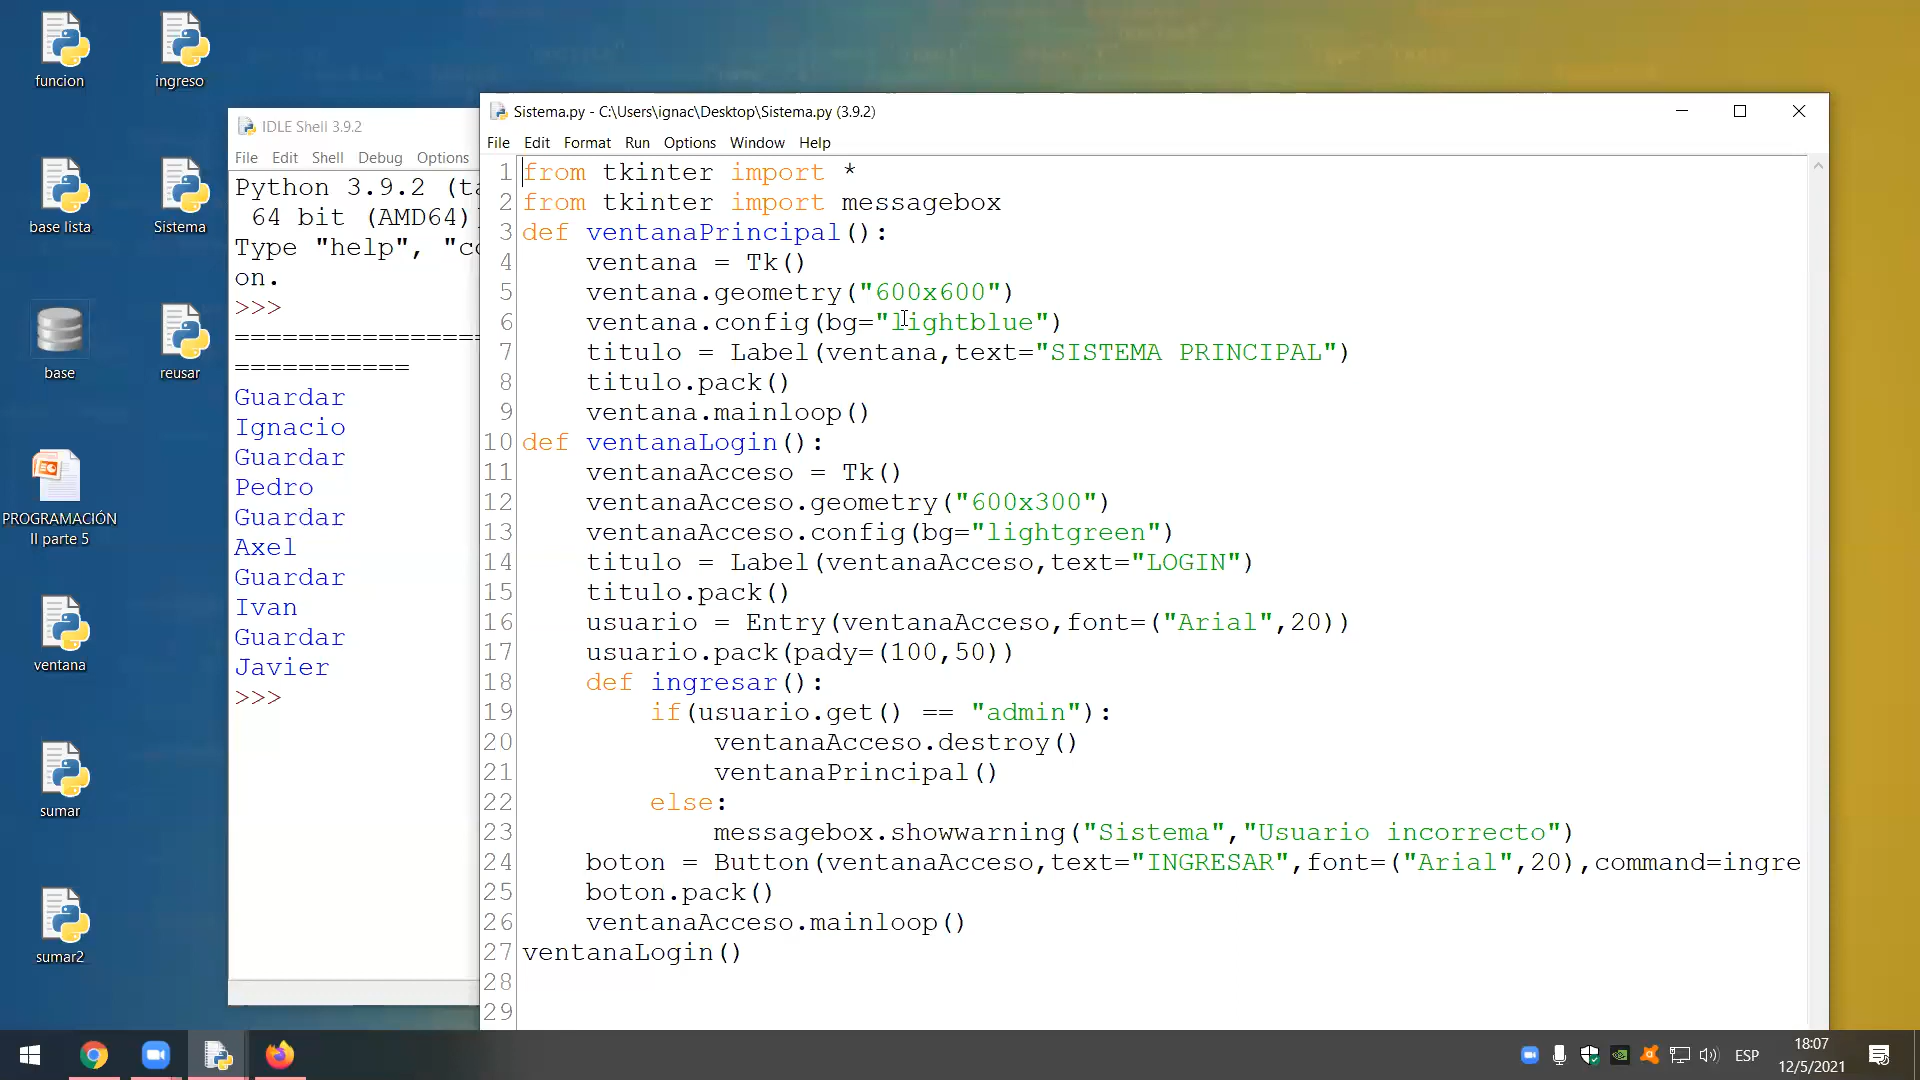 funcion
ingreso
base lista
Sistema
base
reusar
PROGRAMACIÓN
II parte 5
ventana
sumar
sumar2
IDLE Shell 3.9.2
File Edit Shell Debug Options
Python 3.9.2 (ta
64 bit (AMD64)
Type "help", "co
on.
>>>
================
===========
Guardar
Ignacio
Guardar
Pedro
Guardar
Axel
Guardar
Ivan
Guardar
Javier
>>>
Sistema.py - C:\Users\ignac\Desktop\Sistema.py (3.9.2)
File Edit Format Run Options Window Help
1 from tkinter import *
2 from tkinter import messagebox
3 def ventanaPrincipal():
4     ventana = Tk()
5     ventana.geometry("600x600")
6     ventana.config(bg="lightblue")
7     titulo = Label(ventana,text="SISTEMA PRINCIPAL")
8     titulo.pack()
9     ventana.mainloop()
10 def ventanaLogin():
11     ventanaAcceso = Tk()
12     ventanaAcceso.geometry("600x300")
13     ventanaAcceso.config(bg="lightgreen")
14     titulo = Label(ventanaAcceso,text="LOGIN")
15     titulo.pack()
16     usuario = Entry(ventanaAcceso,font=("Arial",20))
17     usuario.pack(pady=(100,50))
18     def ingresar():
19         if(usuario.get() == "admin"):
20             ventanaAcceso.destroy()
21             ventanaPrincipal()
22         else:
23             messagebox.showwarning("Sistema","Usuario incorrecto")
24     boton = Button(ventanaAcceso,text="INGRESAR",font=("Arial",20),command=ingre
25     boton.pack()
26     ventanaAcceso.mainloop()
27 ventanaLogin()
28
29
ESP
18:07
12/5/2021